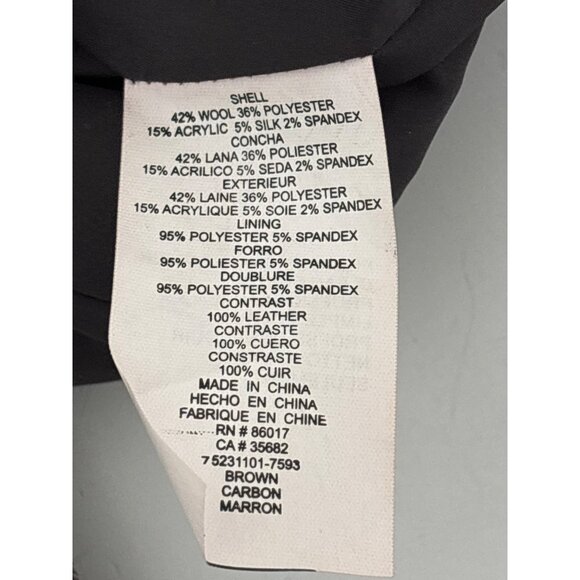 SHELL
42% WOOL 36% POLYESTER
15% ACRYLIC 5% SILK 2% SPANDEX
CONCHA
42% LANA 36% POLIESTER
15% ACRILICO 5% SEDA 2% SPANDEX
EXTERIEUR
42% LAINE 36% POLYESTER
15% ACRYLIQUE 5% SOIE 2% SPANDEX
LINING
95% POLYESTER 5% SPANDEX
FORRO
95% POLIESTER 5% SPANDEX
DOUBLURE
95% POLYESTER 5% SPANDEX
CONTRAST
100% LEATHER
CONTRASTE
100% CUERO
CONSTRASTE
100% CUIR
MADE IN CHINA
HECHO EN CHINA
FABRIQUE EN CHINE
RN # 86017
CA # 35682
75231101-7593
BROWN
CARBON
MARRON